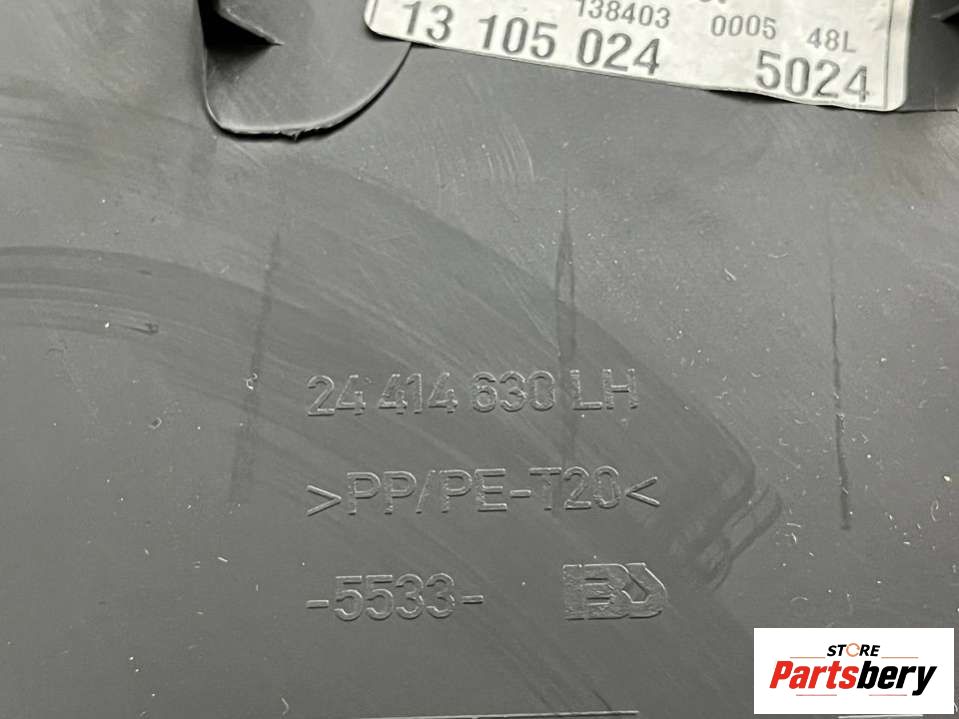 138403 0005 48L
13 105 024 5024
24 414 630 LH
>PP/PE-T20<
-5533-
STORE
Partsbery